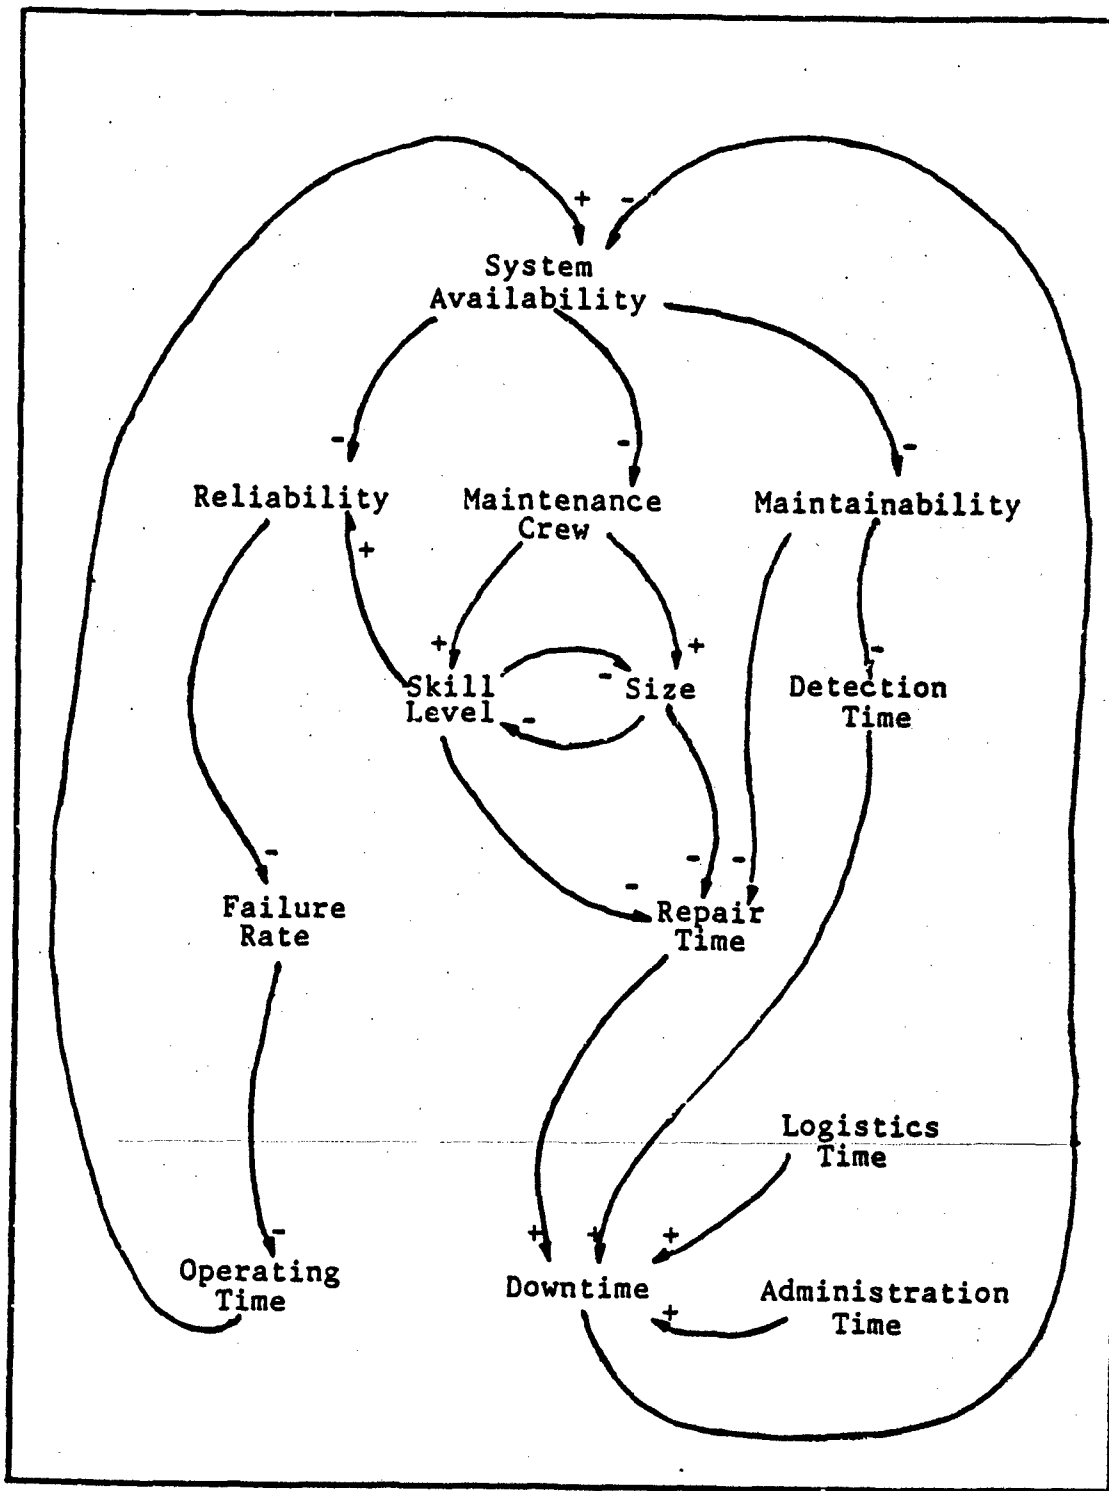 + -
System
Availability
- - -
Reliability
Maintenance
Crew
Maintainability
+
+ +
- -
Skill
Level
-
Size
Detection
Time
- - - -
Failure
Rate
Repair
Time
Logistics
Time
-
+ + +
Operating
Time
Downtime
+
Administration
Time